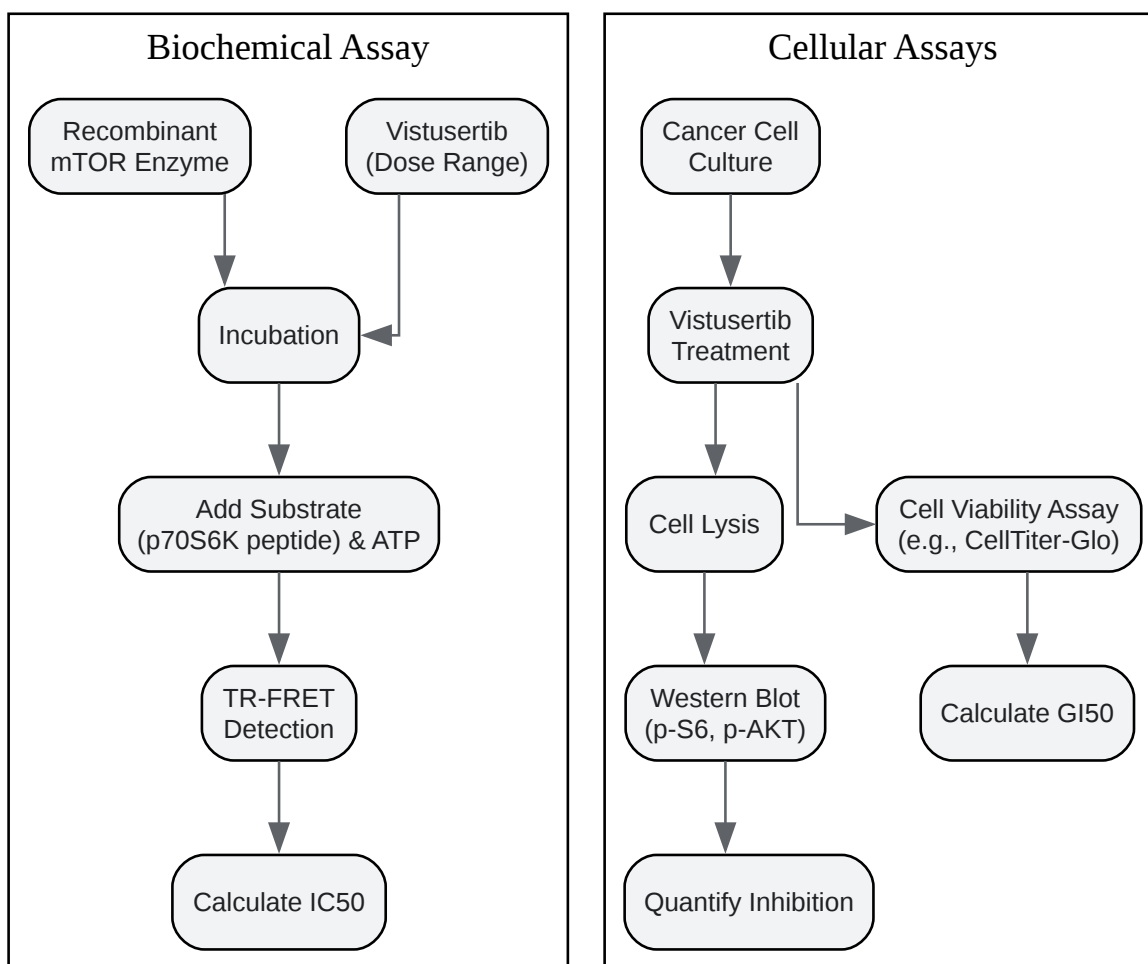 Biochemical Assay
Recombinant
mTOR Enzyme
Vistusertib
(Dose Range)
Incubation
Add Substrate
(p70S6K peptide) & ATP
TR-FRET
Detection
Calculate IC50
Cellular Assays
Cancer Cell
Culture
Vistusertib
Treatment
Cell Lysis
Cell Viability Assay
(e.g., CellTiter-Glo)
Western Blot
(p-S6, p-AKT)
Calculate GI50
Quantify Inhibition